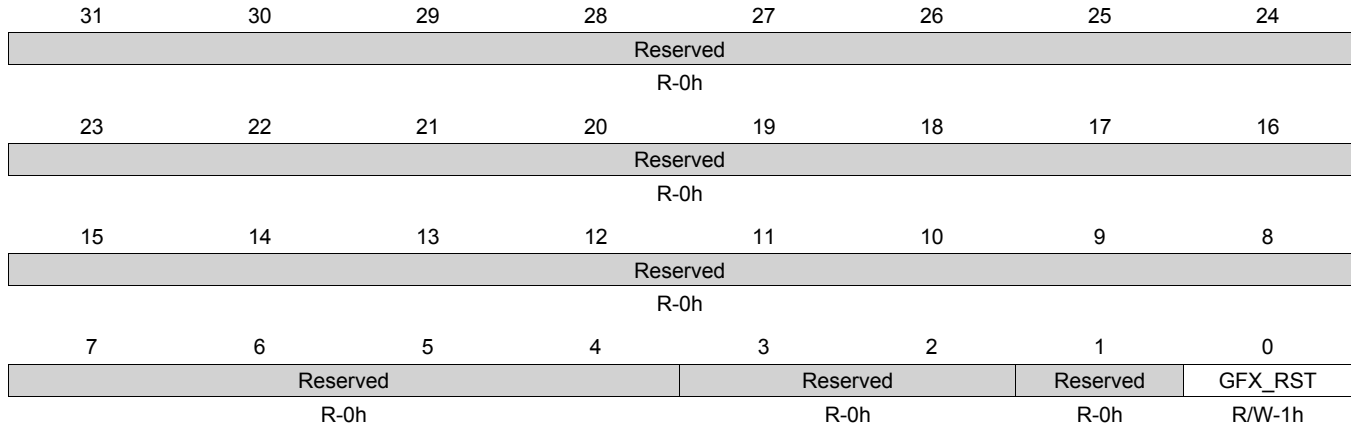 31 30 29 28 27 26 25 24
Reserved
R-0h
23 22 21 20 19 18 17 16
Reserved
R-0h
15 14 13 12 11 10 9 8
Reserved
R-0h
7 6 5 4 3 2 1 0
Reserved Reserved Reserved GFX_RST
R-0h R-0h R-0h R/W-1h